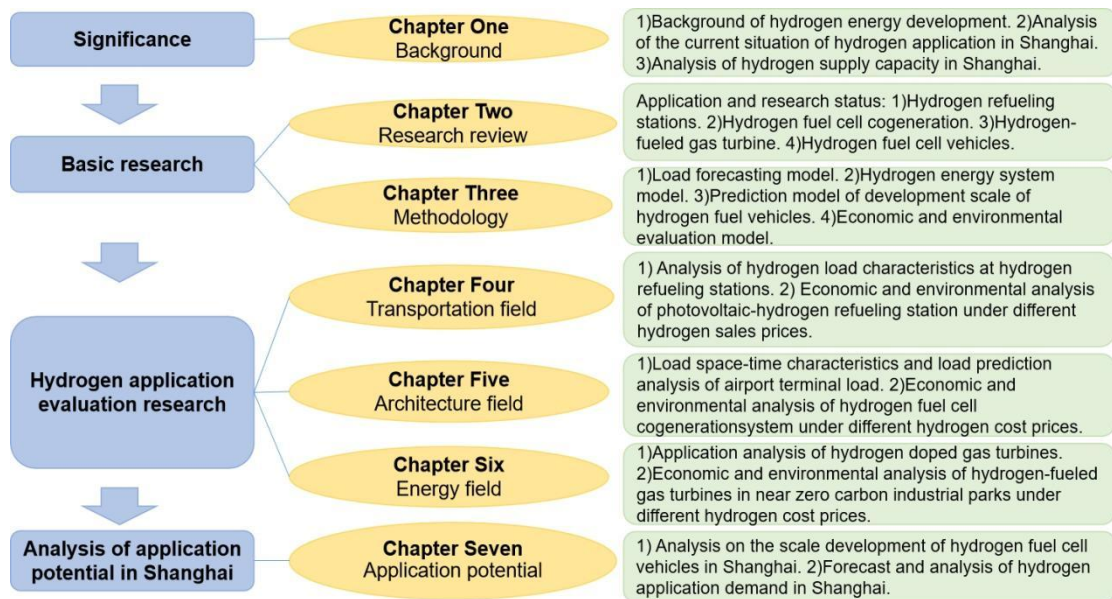 Significance
Chapter One
Background
1)Background of hydrogen energy development. 2)Analysis
of the current situation of hydrogen application in Shanghai.
3)Analysis of hydrogen supply capacity in Shanghai.
Basic research
Chapter Two
Research review
Application and research status: 1)Hydrogen refueling
stations. 2)Hydrogen fuel cell cogeneration. 3)Hydrogen-
fueled gas turbine. 4)Hydrogen fuel cell vehicles.
Chapter Three
Methodology
1)Load forecasting model. 2)Hydrogen energy system
model. 3)Prediction model of development scale of
hydrogen fuel vehicles. 4)Economic and environmental
evaluation model.
Hydrogen application
evaluation research
Chapter Four
Transportation field
1) Analysis of hydrogen load characteristics at hydrogen
refueling stations. 2) Economic and environmental analysis
of photovoltaic-hydrogen refueling station under different
hydrogen sales prices.
Chapter Five
Architecture field
1)Load space-time characteristics and load prediction
analysis of airport terminal load. 2)Economic and
environmental analysis of hydrogen fuel cell
cogenerationsystem under different hydrogen cost prices.
Chapter Six
Energy field
1)Application analysis of hydrogen doped gas turbines.
2)Economic and environmental analysis of hydrogen-fueled
gas turbines in near zero carbon industrial parks under
different hydrogen cost prices.
Analysis of application
potential in Shanghai
Chapter Seven
Application potential
1) Analysis on the scale development of hydrogen fuel cell
vehicles in Shanghai. 2)Forecast and analysis of hydrogen
application demand in Shanghai.